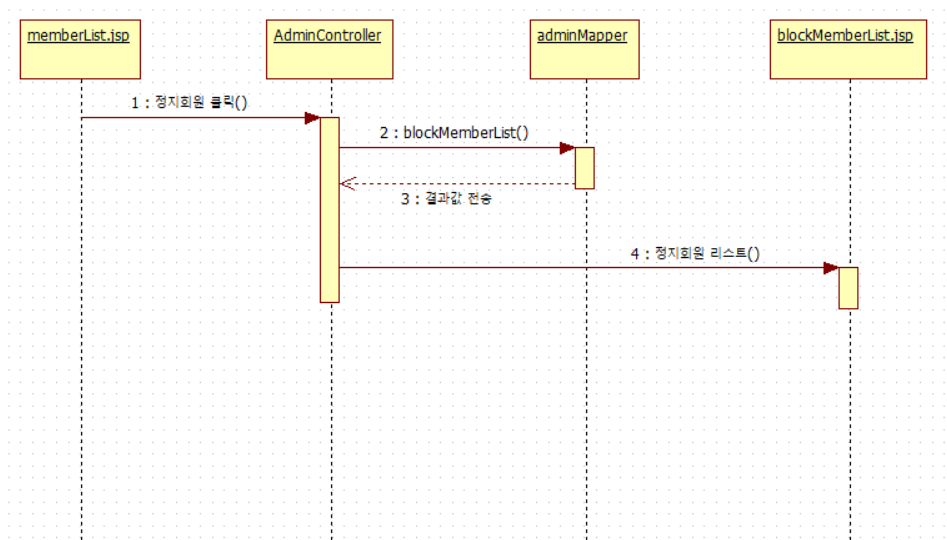 memberList.jsp
AdminController
adminMapper
blockMemberList.jsp
1 : 정지회원 클릭()
2 : blockMemberList()
3 : 결과값 전송
4 : 정지회원 리스트()